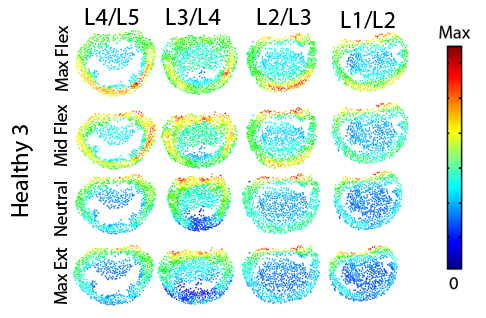 L4/L5 L3/L4 L2/L3 L1/L2
Max
Max Flex
Mid Flex
Healthy 3
Neutral
Max Ext
0